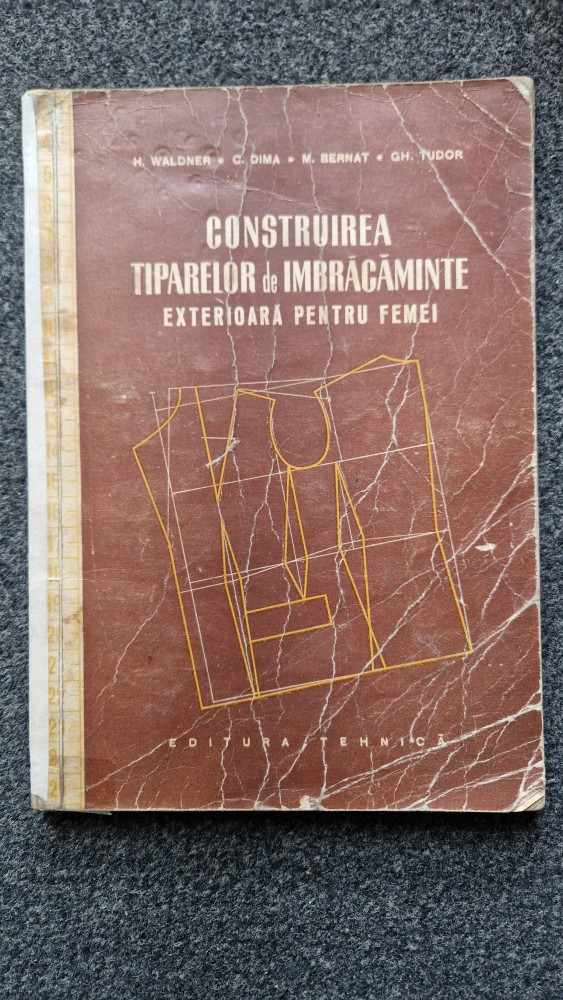 H. WALDNER • C. DIMA • M. BERNAT • GH. TUDOR
CONSTRUIREA
TIPARELOR de IMBRĂCĂMINTE
EXTERIOARĂ PENTRU FEMEI
EDITURA TEHNICĂ